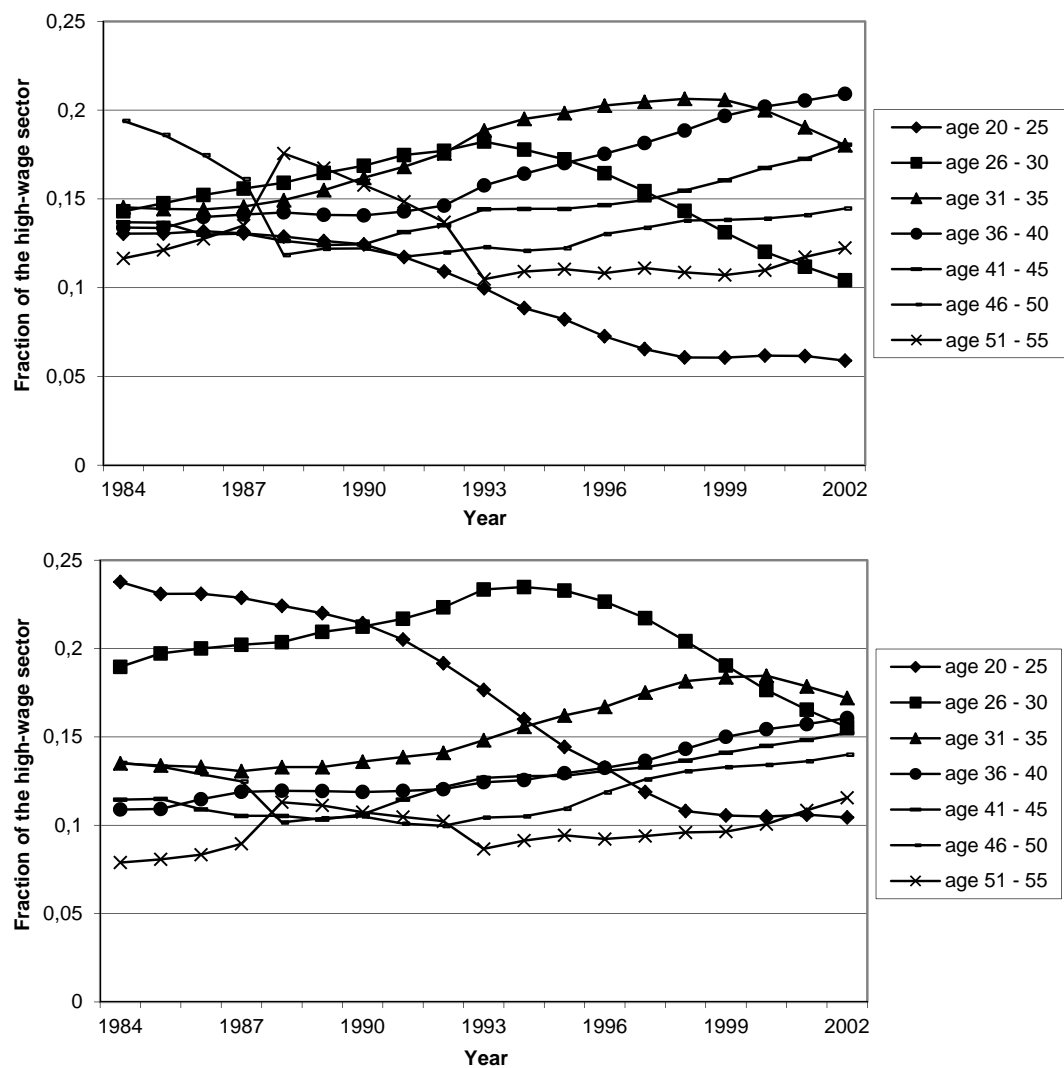 0,25
0,2
0,15
0,1
0,05
0
Fraction of the high-wage sector
1984 1987 1990 1993 1996 1999 2002
Year
age 20 - 25
age 26 - 30
age 31 - 35
age 36 - 40
age 41 - 45
age 46 - 50
age 51 - 55
0,25
0,2
0,15
0,1
0,05
0
Fraction of the high-wage sector
1984 1987 1990 1993 1996 1999 2002
Year
age 20 - 25
age 26 - 30
age 31 - 35
age 36 - 40
age 41 - 45
age 46 - 50
age 51 - 55